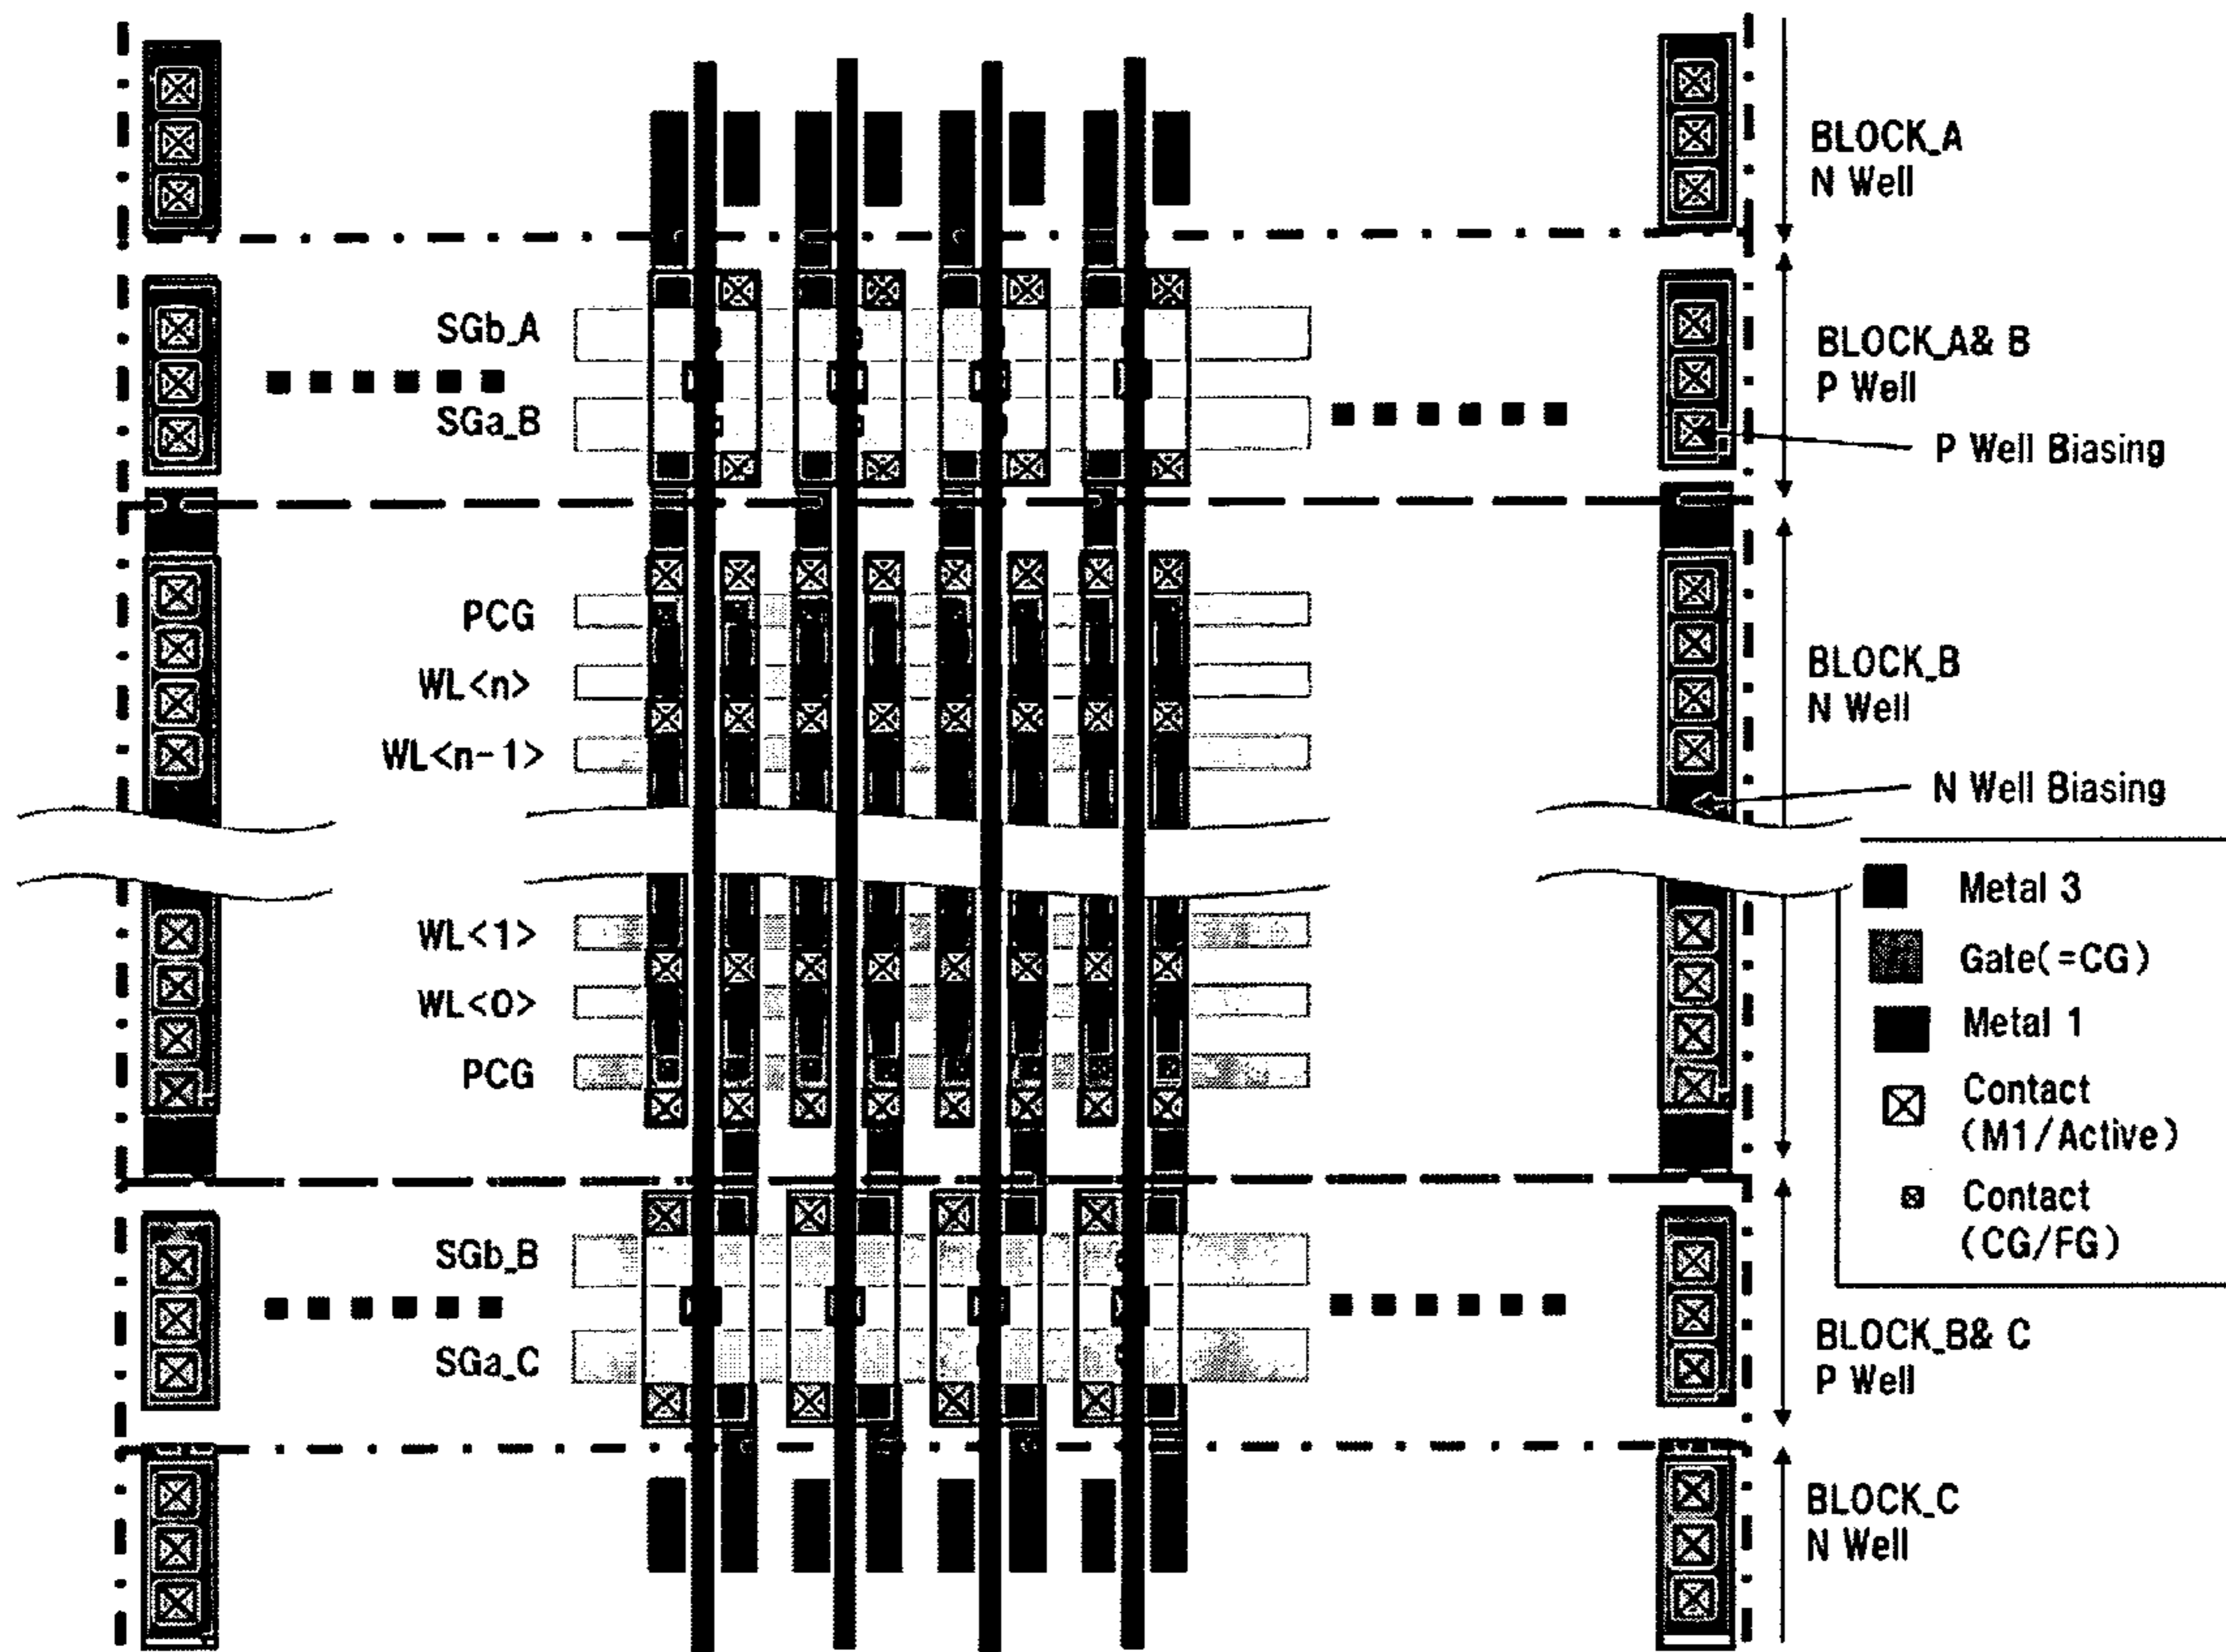 BLOCK_A
N Well
SGb_A
BLOCK_A& B
P Well
SGa_B
P Well Biasing
PCG
BLOCK_B
N Well
WL<n>
WL<n-1>
N Well Biasing
Metal 3
WL<1>
Gate(=CG)
WL<0>
Metal 1
PCG
Contact
(M1/Active)
Contact
(CG/FG)
SGb_B
BLOCK_B& C
P Well
SGa_C
BLOCK_C
N Well